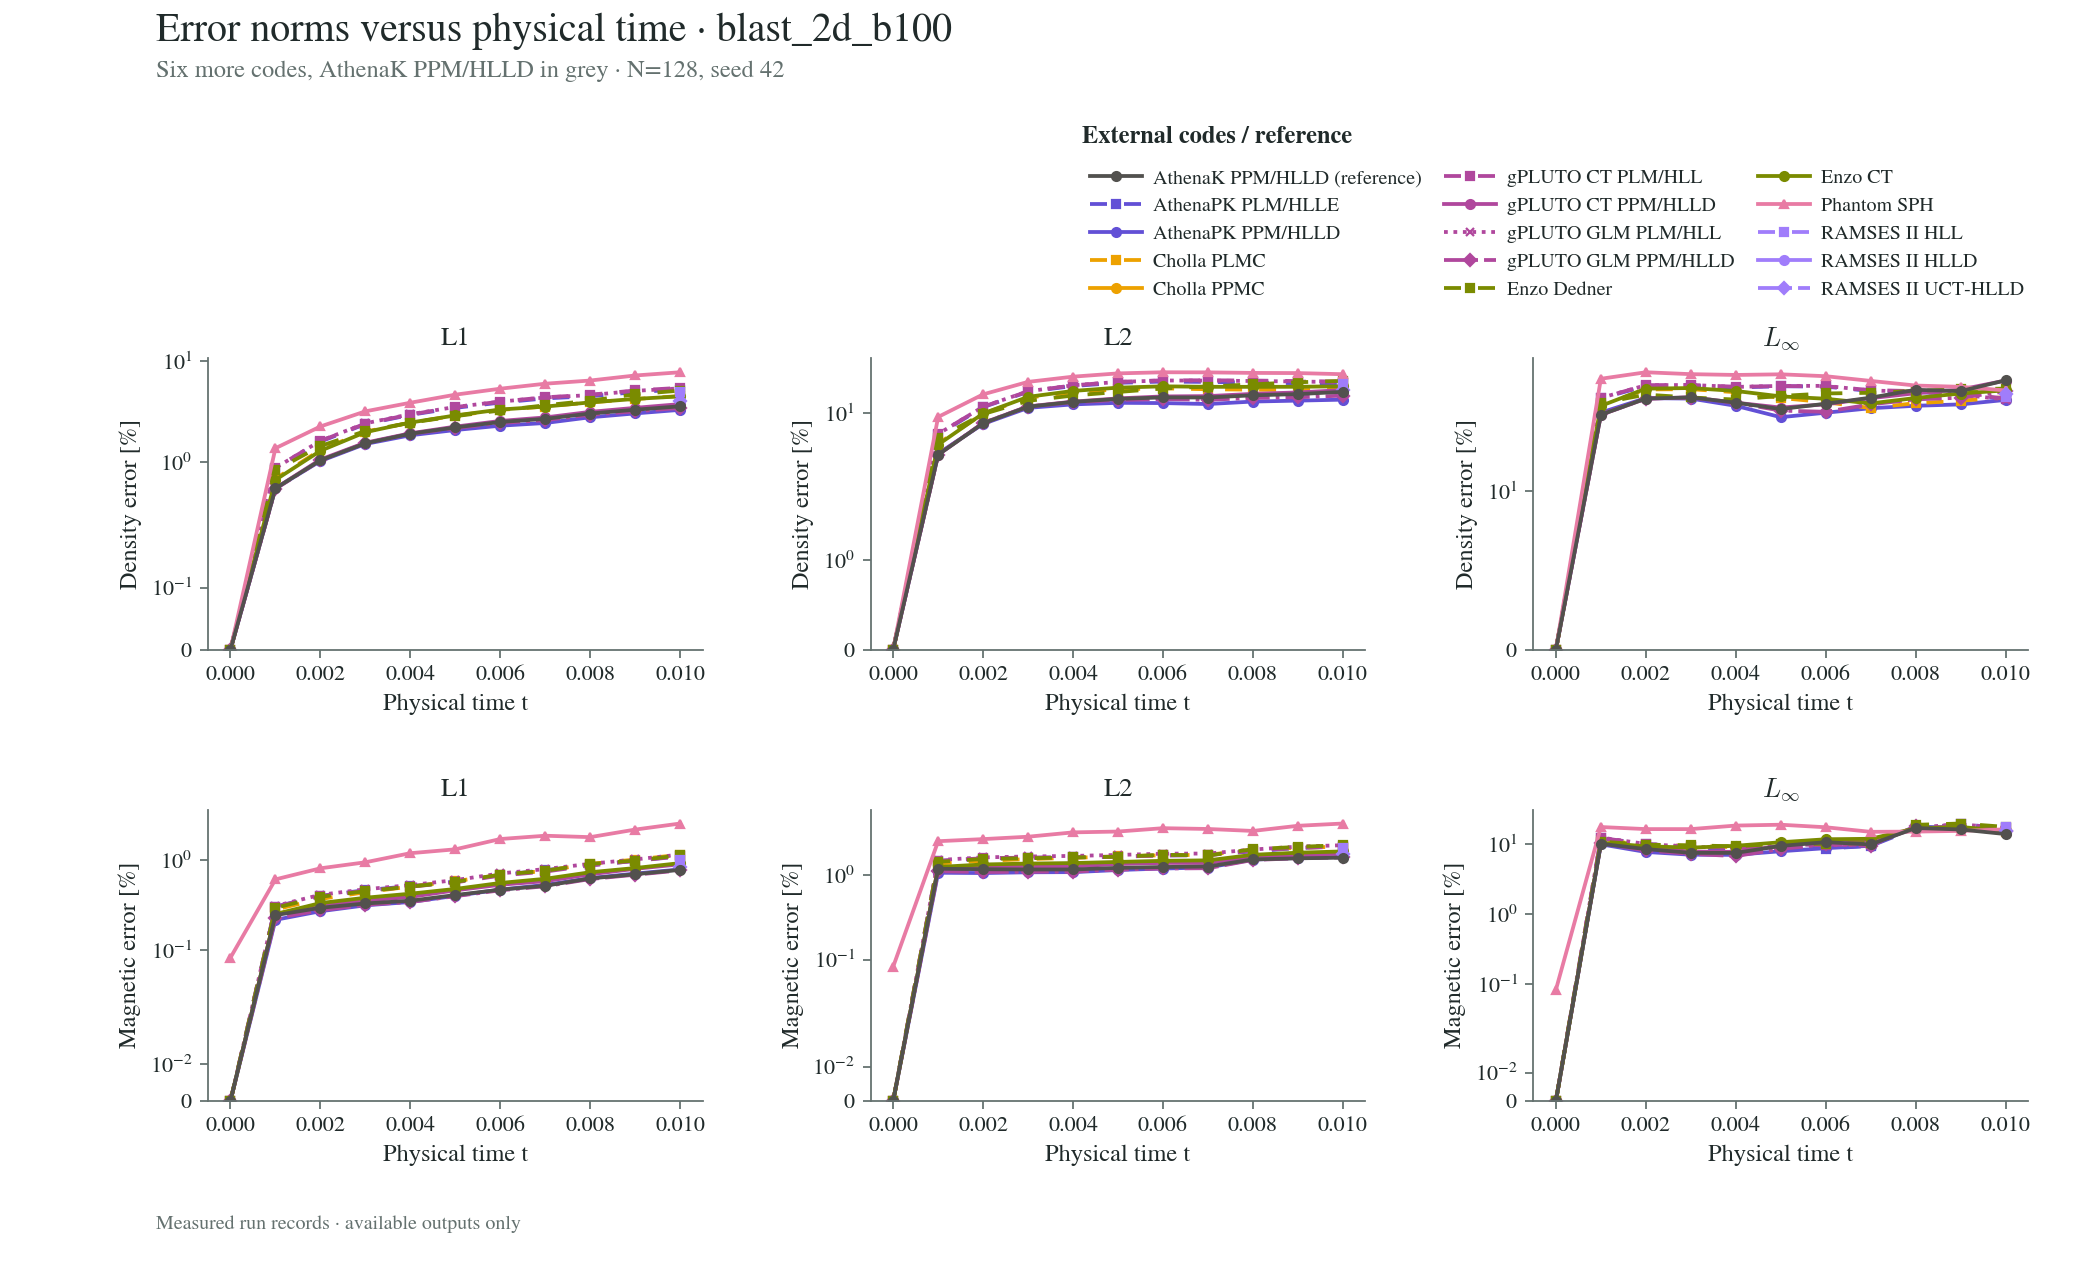 Error norms versus physical time · blast_2d_b100
Six more codes, AthenaK PPM/HLLD in grey · N=128, seed 42
External codes / reference
AthenaK PPM/HLLD (reference)
AthenaPK PLM/HLLE
AthenaPK PPM/HLLD
Cholla PLMC
Cholla PPMC
gPLUTO CT PLM/HLL
gPLUTO CT PPM/HLLD
gPLUTO GLM PLM/HLL
gPLUTO GLM PPM/HLLD
Enzo Dedner
Enzo CT
Phantom SPH
RAMSES II HLL
RAMSES II HLLD
RAMSES II UCT-HLLD
L1
Density error [%]
10¹
10⁰
10⁻¹
0
0.000 0.002 0.004 0.006 0.008 0.010
Physical time t
L2
Density error [%]
10¹
10⁰
0
0.000 0.002 0.004 0.006 0.008 0.010
Physical time t
L∞
Density error [%]
10¹
0
0.000 0.002 0.004 0.006 0.008 0.010
Physical time t
L1
Magnetic error [%]
10⁰
10⁻¹
10⁻²
0
0.000 0.002 0.004 0.006 0.008 0.010
Physical time t
L2
Magnetic error [%]
10⁰
10⁻¹
10⁻²
0
0.000 0.002 0.004 0.006 0.008 0.010
Physical time t
L∞
Magnetic error [%]
10¹
10⁰
10⁻¹
10⁻²
0
0.000 0.002 0.004 0.006 0.008 0.010
Physical time t
Measured run records · available outputs only